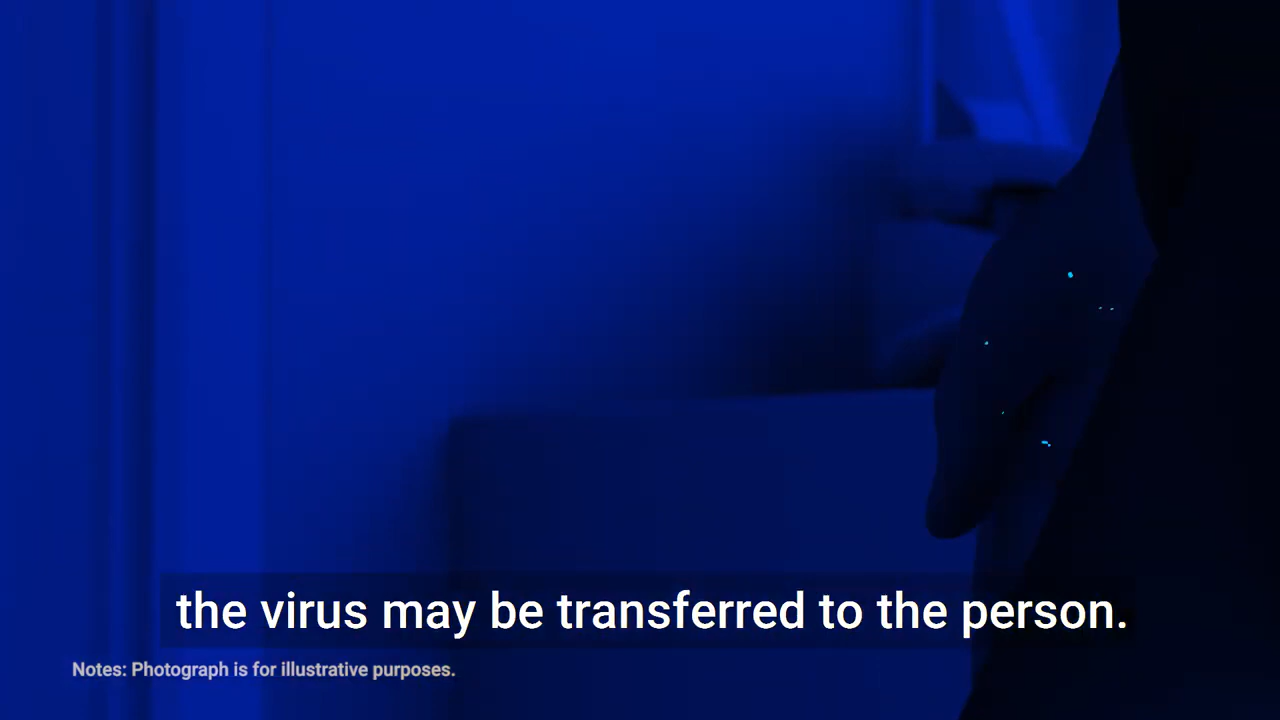 the virus may be transferred to the person.
Notes: Photograph is for illustrative purposes.